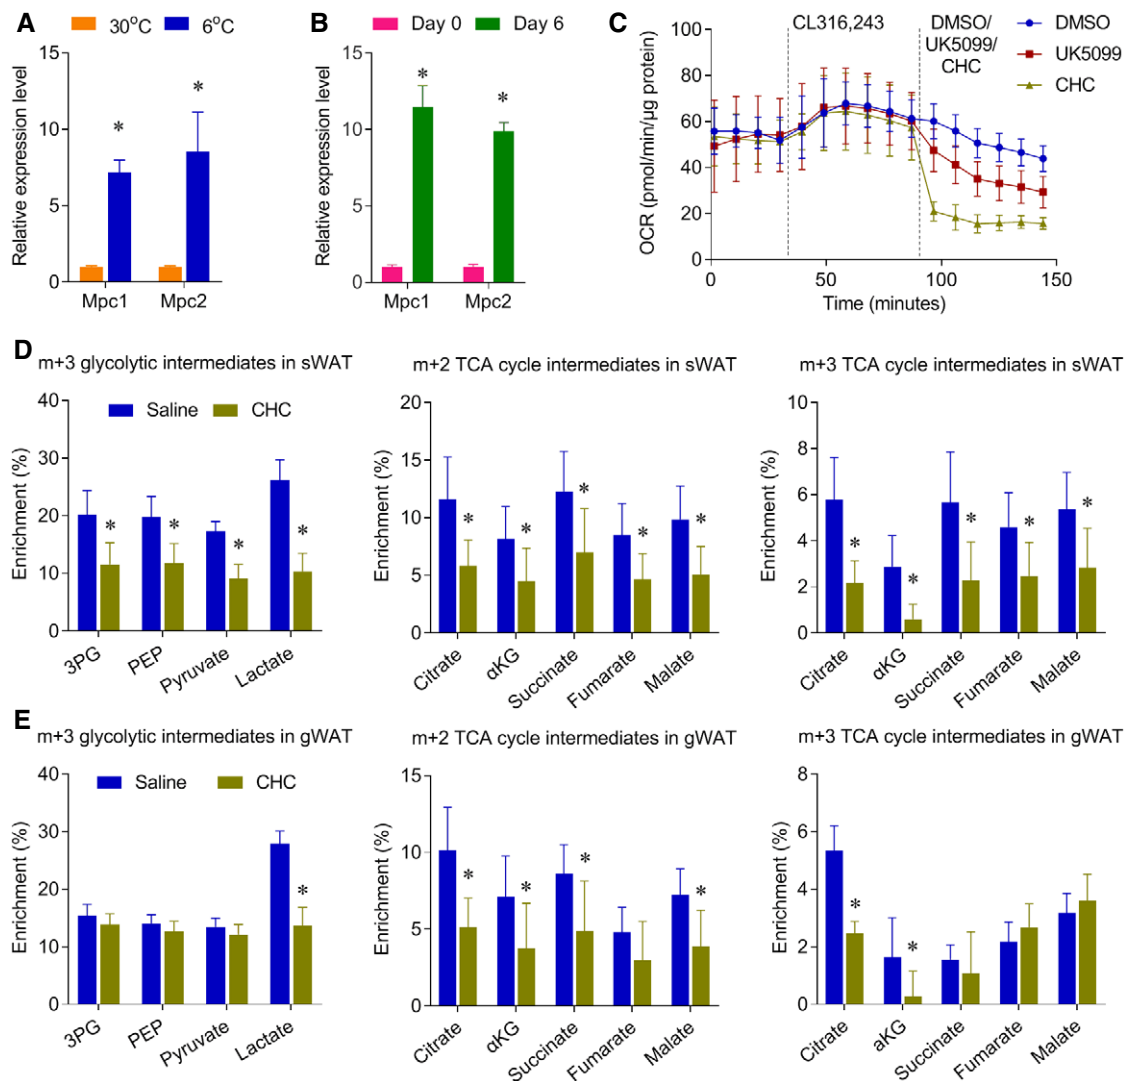 A
30°C
6°C
Relative expression level
15
10
5
0
*
*
Mpc1
Mpc2
B
Day 0
Day 6
Relative expression level
15
10
5
0
*
*
Mpc1
Mpc2
C
CL316,243
DMSO/
UK5099/
CHC
DMSO
UK5099
CHC
OCR (pmol/min/µg protein)
100
80
60
40
20
0
0
50
100
150
Time (minutes)
D
m+3 glycolytic intermediates in sWAT
Saline
CHC
Enrichment (%)
40
30
20
10
0
*
*
*
*
3PG
PEP
Pyruvate
Lactate
m+2 TCA cycle intermediates in sWAT
Enrichment (%)
20
15
10
5
0
*
*
*
*
*
Citrate
αKG
Succinate
Fumarate
Malate
m+3 TCA cycle intermediates in sWAT
Enrichment (%)
10
8
6
4
2
0
*
*
*
*
*
Citrate
αKG
Succinate
Fumarate
Malate
E
m+3 glycolytic intermediates in gWAT
Saline
CHC
Enrichment (%)
40
30
20
10
0
*
3PG
PEP
Pyruvate
Lactate
m+2 TCA cycle intermediates in gWAT
Enrichment (%)
15
10
5
0
*
*
*
*
Citrate
αKG
Succinate
Fumarate
Malate
m+3 TCA cycle intermediates in gWAT
Enrichment (%)
8
6
4
2
0
*
*
Citrate
aKG
Succinate
Fumarate
Malate